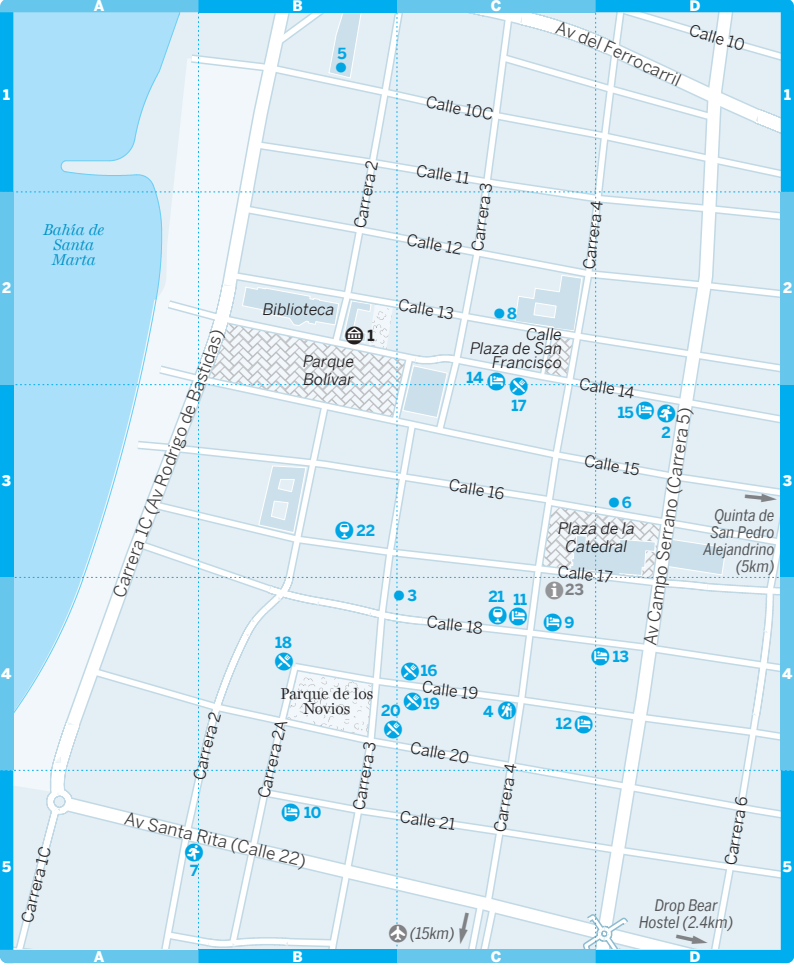 A B C D
Av del Ferrocarril
Calle 10
5
1
1
Calle 10C
Calle 11
Carrera 2
Carrera 3
Carrera 4
Calle 12
Bahía de
Santa
Marta
2
2
Biblioteca
Calle 13
8
1
Calle
Plaza de San
Francisco
Parque
Bolívar
14
17
Calle 14
15
2
Carrera 1C (Av Rodrigo de Bastidas)
Av Campo Serrano (Carrera 5)
3
3
Calle 15
Calle 16
6
Quinta de
San Pedro
Alejandrino
(5km)
22
Plaza de la
Catedral
Calle 17
23
3
21
11
9
Calle 18
13
18
4
4
16
Calle 19
19
Parque de los
Novios
20
4
12
Carrera 2
Carrera 2A
Carrera 3
Calle 20
Carrera 4
10
Calle 21
Carrera 6
Av Santa Rita (Calle 22)
7
5
5
Carrera 1C
(15km)
Drop Bear
Hostel (2.4km)
A B C D